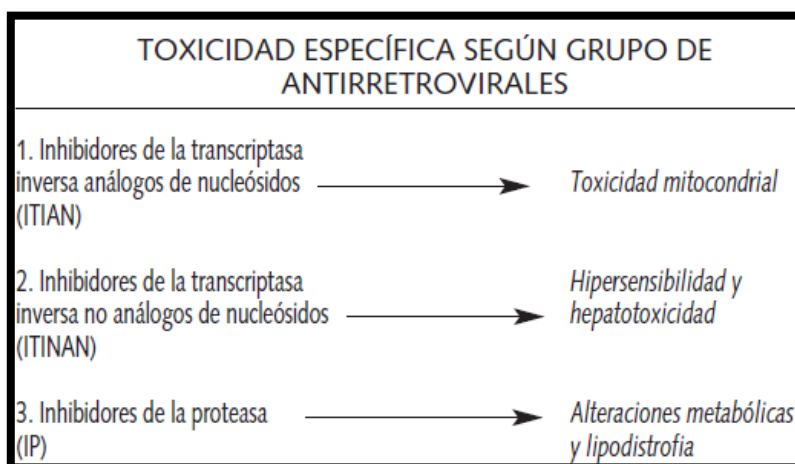 TOXICIDAD ESPECÍFICA SEGÚN GRUPO DE
ANTIRRETROVIRALES
1. Inhibidores de la transcriptasa
inversa análogos de nucleósidos
(ITIAN)
Toxicidad mitocondrial
2. Inhibidores de la transcriptasa
inversa no análogos de nucleósidos
(ITINAN)
Hipersensibilidad y
hepatotoxicidad
3. Inhibidores de la proteasa
(IP)
Alteraciones metabólicas
y lipodistrofia